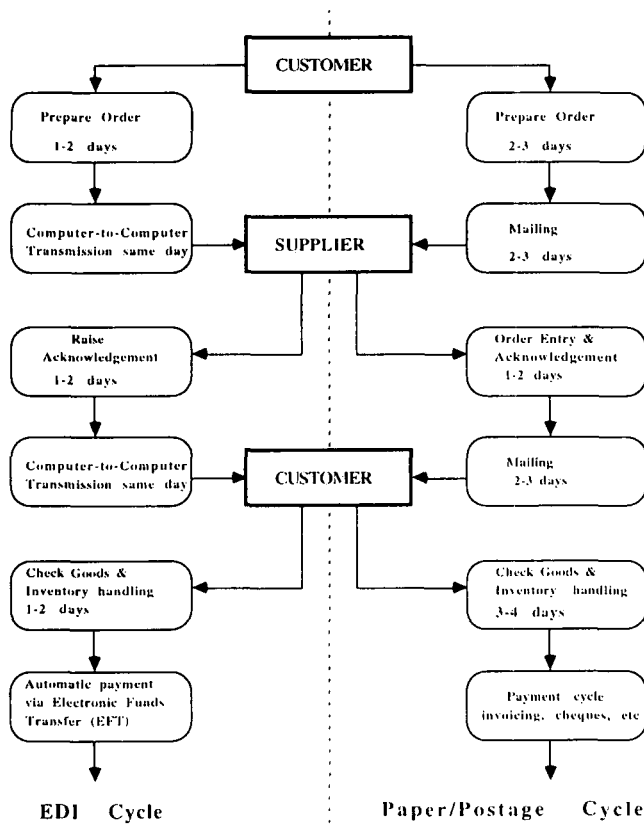 CUSTOMER
Prepare Order
1-2 days
Prepare Order
2-3 days
Computer-to-Computer
Transmission same day
SUPPLIER
Mailing
2-3 days
Raise
Acknowledgement
1-2 days
Order Entry &
Acknowledgement
1-2 days
Computer-to-Computer
Transmission same day
CUSTOMER
Mailing
2-3 days
Check Goods &
Inventory handling
1-2 days
Check Goods &
Inventory handling
3-4 days
Automatic payment
via Electronic Funds
Transfer (EFT)
Payment cycle
invoicing, cheques, etc
EDI Cycle
Paper/Postage Cycle